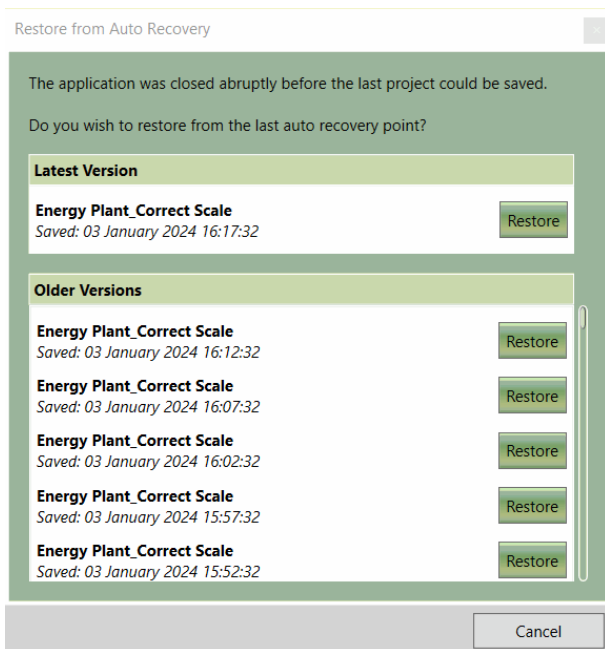 Restore from Auto Recovery
The application was closed abruptly before the last project could be saved.
Do you wish to restore from the last auto recovery point?
Latest Version
Energy Plant_Correct Scale
Saved: 03 January 2024 16:17:32
Restore
Older Versions
Energy Plant_Correct Scale
Saved: 03 January 2024 16:12:32
Restore
Energy Plant_Correct Scale
Saved: 03 January 2024 16:07:32
Restore
Energy Plant_Correct Scale
Saved: 03 January 2024 16:02:32
Restore
Energy Plant_Correct Scale
Saved: 03 January 2024 15:57:32
Restore
Energy Plant_Correct Scale
Saved: 03 January 2024 15:52:32
Restore
Cancel